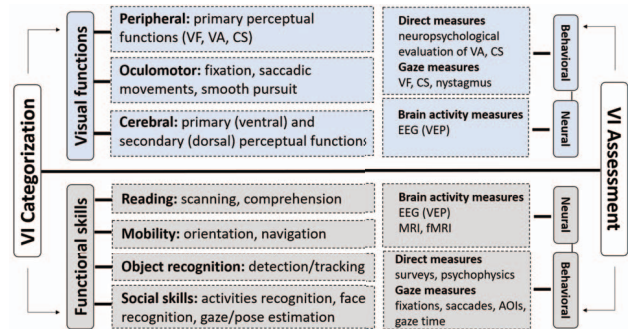 VI Categorization
Visual functions
Peripheral: primary perceptual
functions (VF, VA, CS)
Oculomotor: fixation, saccadic
movements, smooth pursuit
Cerebral: primary (ventral) and
secondary (dorsal) perceptual functions
Direct measures
neuropsychological
evaluation of VA, CS
Gaze measures
VF, CS, nystagmus
Behavioral
Brain activity measures
EEG (VEP)
Neural
VI Assessment
Functional skills
Reading: scanning, comprehension
Mobility: orientation, navigation
Object recognition: detection/tracking
Social skills: activities recognition, face
recognition, gaze/pose estimation
Brain activity measures
EEG (VEP)
MRI, fMRI
Neural
Direct measures
surveys, psychophysics
Gaze measures
fixations, saccades, AOIs,
gaze time
Behavioral